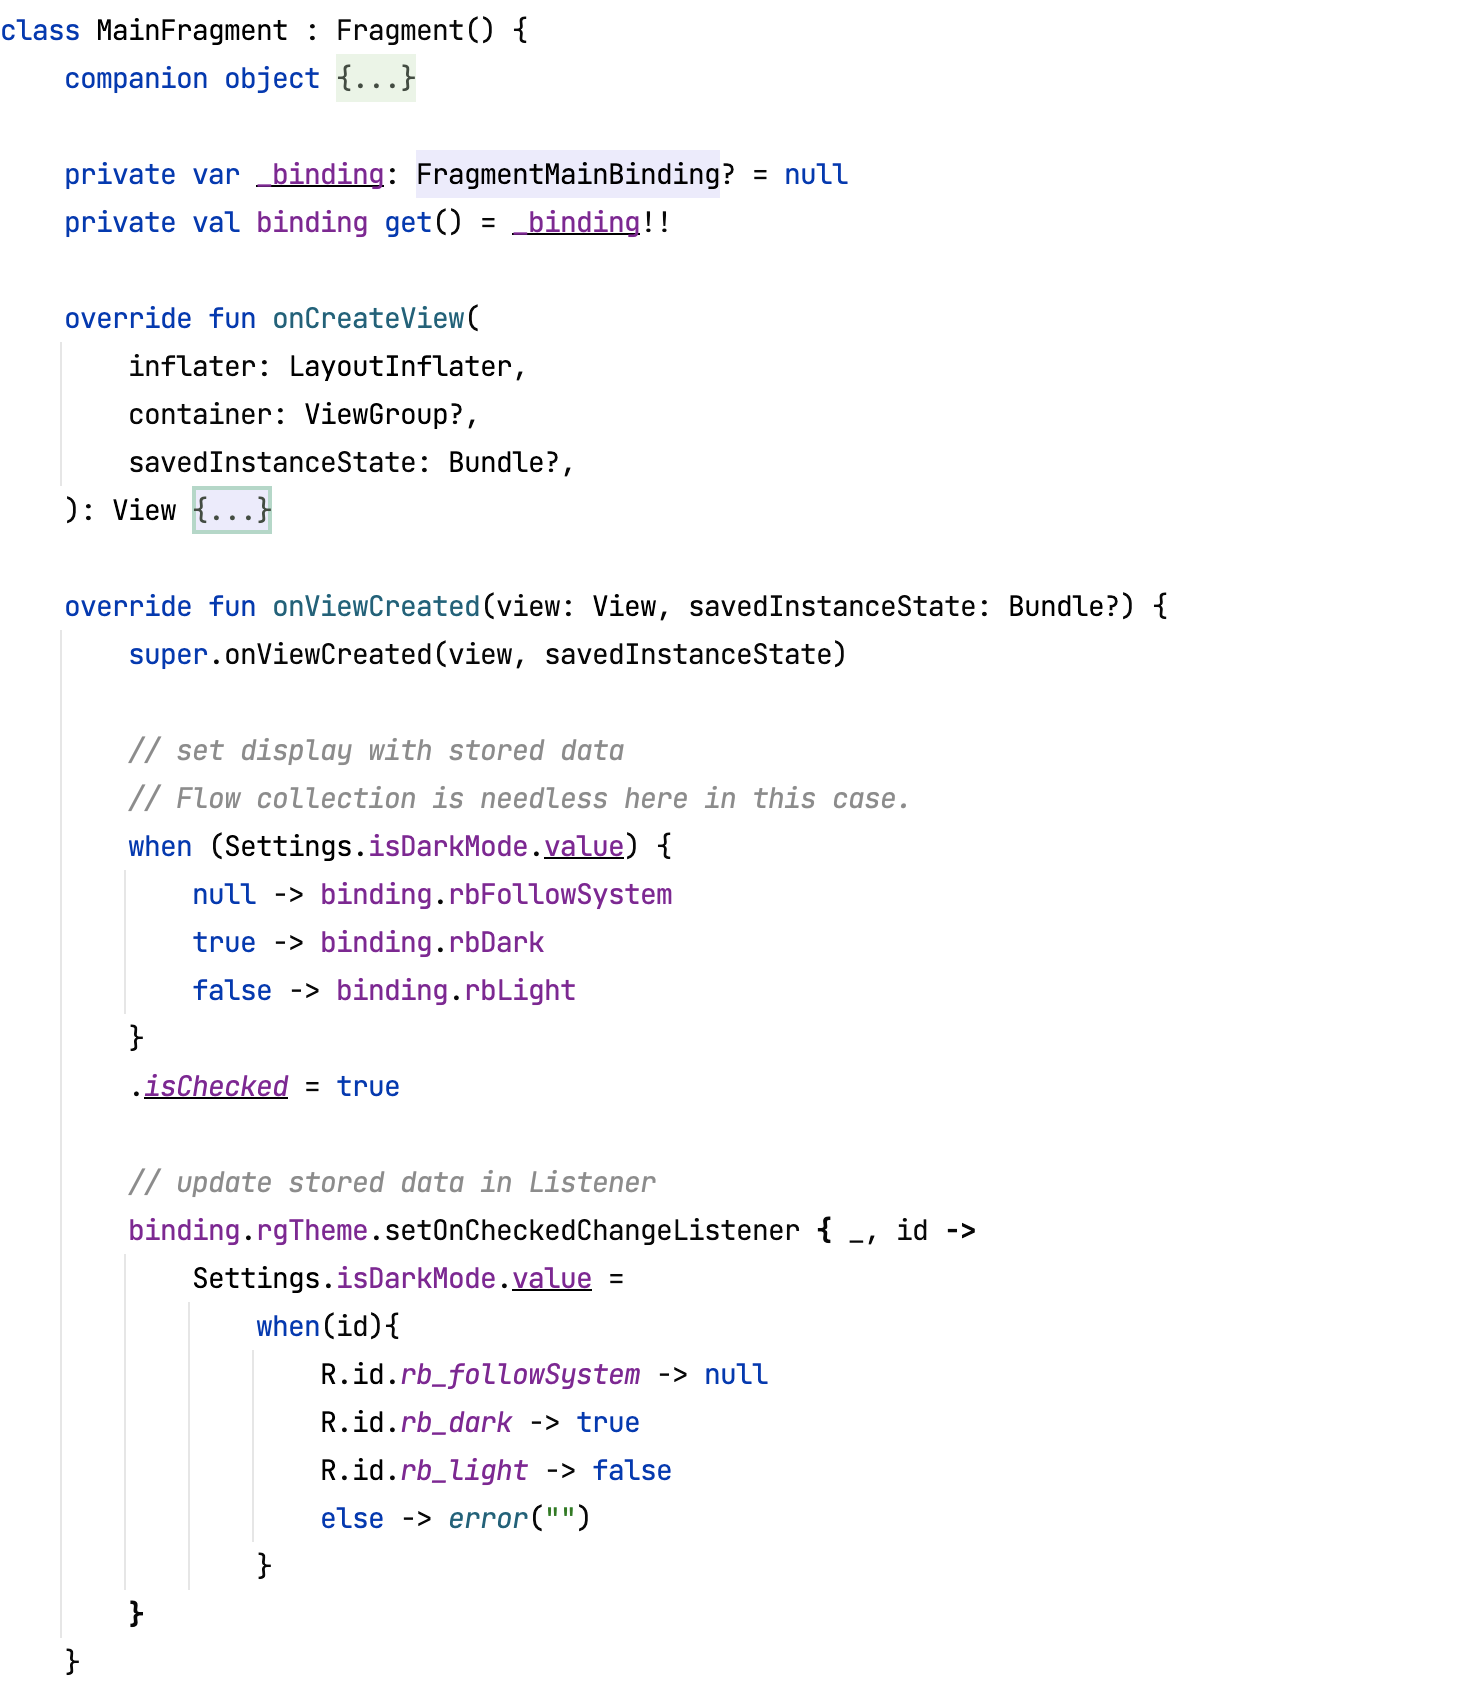 class MainFragment : Fragment() {
    companion object {...}

    private var _binding: FragmentMainBinding? = null
    private val binding get() = _binding!!

    override fun onCreateView(
        inflater: LayoutInflater,
        container: ViewGroup?,
        savedInstanceState: Bundle?,
    ): View {...}

    override fun onViewCreated(view: View, savedInstanceState: Bundle?) {
        super.onViewCreated(view, savedInstanceState)

        // set display with stored data
        // Flow collection is needless here in this case.
        when (Settings.isDarkMode.value) {
            null -> binding.rbFollowSystem
            true -> binding.rbDark
            false -> binding.rbLight
        }
        .isChecked = true

        // update stored data in Listener
        binding.rgTheme.setOnCheckedChangeListener { _, id ->
            Settings.isDarkMode.value =
                when(id){
                    R.id.rb_followSystem -> null
                    R.id.rb_dark -> true
                    R.id.rb_light -> false
                    else -> error("")
                }
        }
    }